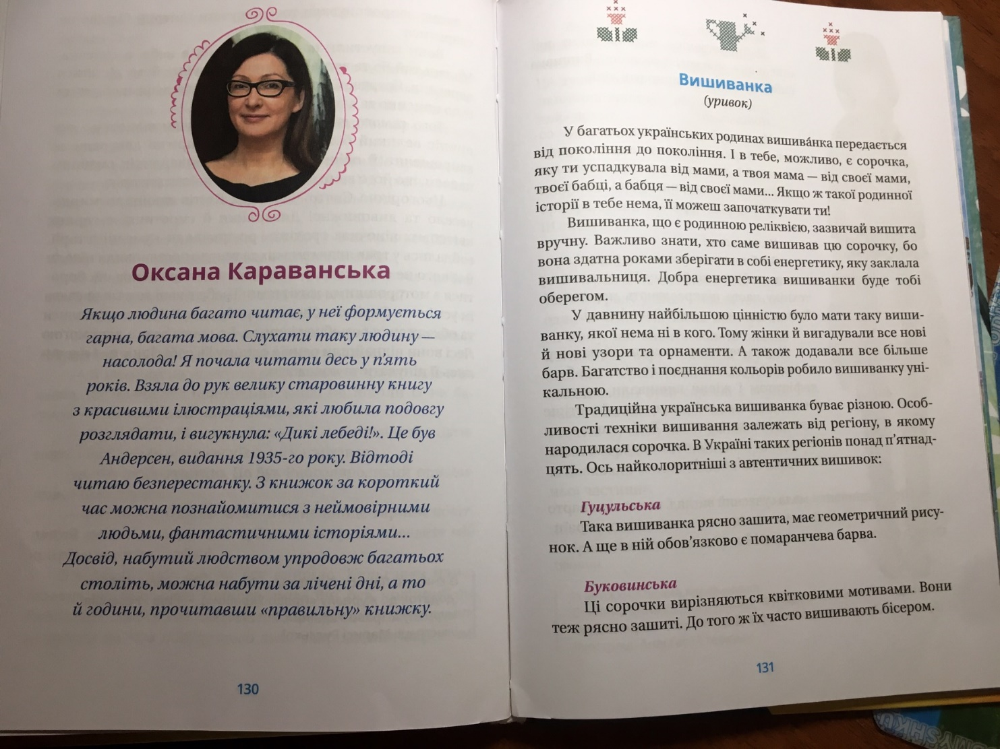 Оксана Караванська
Якщо людина багато читає, у неї формується
гарна, багата мова. Слухати таку людину —
насолода! Я почала читати десь у п'ять
років. Взяла до рук велику старовинну книгу
з красивими ілюстраціями, які любила подовгу
розглядати, і вигукнула: «Дикі лебеді!». Це був
Андерсен, видання 1935-го року. Відтоді
читаю безперестанку. З книжок за короткий
час можна познайомитися з неймовірними
людьми, фантастичними історіями...
Досвід, набутий людством упродовж багатьох
століть, можна набути за лічені дні, а то
й години, прочитавши «правильну» книжку.
130
Вишиванка
(уривок)
У багатьох українських родинах вишива́нка передається
від покоління до покоління. І в тебе, можливо, є сорочка,
яку ти успадкувала від мами, а твоя мама — від своєї мами,
твоєї бабці, а бабця — від своєї мами... Якщо ж такої родинної
історії в тебе нема, її можеш започаткувати ти!
Вишиванка, що є родинною реліквією, зазвичай вишита
вручну. Важливо знати, хто саме вишивав цю сорочку, бо
вона здатна роками зберігати в собі енергетику, яку заклала
вишивальниця. Добра енергетика вишиванки буде тобі
оберегом.
У давнину найбільшою цінністю було мати таку виши-
ванку, якої нема ні в кого. Тому жінки й вигадували все нові
й нові узори та орнаменти. А також додавали все більше
барв. Багатство і поєднання кольорів робило вишиванку уні-
кальною.
Традиційна українська вишиванка буває різною. Особ-
ливості техніки вишивання залежать від регіону, в якому
народилася сорочка. В Україні таких регіонів понад п'ятнад-
цять. Ось найколоритніші з автентичних вишивок:
Гуцульська
Така вишиванка рясно зашита, має геометричний рису-
нок. А ще в ній обов'язково є помаранчева барва.
Буковинська
Ці сорочки вирізняються квітковими мотивами. Вони
теж рясно зашиті. До того ж їх часто вишивають бісером.
131